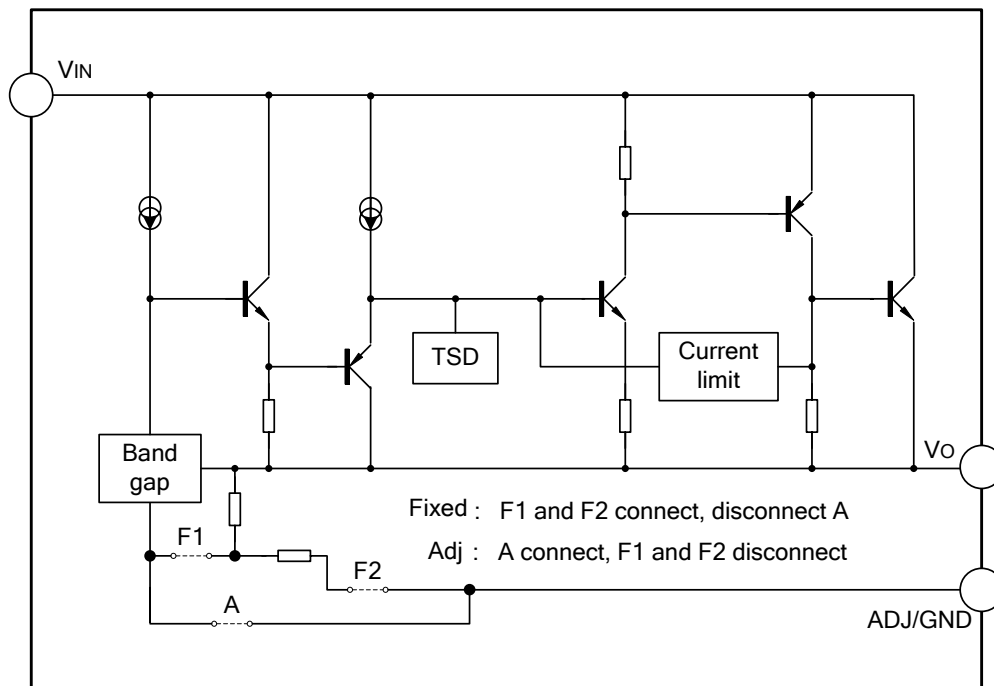 VIN
TSD
Current
limit
Band
gap
VO
Fixed : F1 and F2 connect, disconnect A
F1
Adj : A connect, F1 and F2 disconnect
F2
A
ADJ/GND